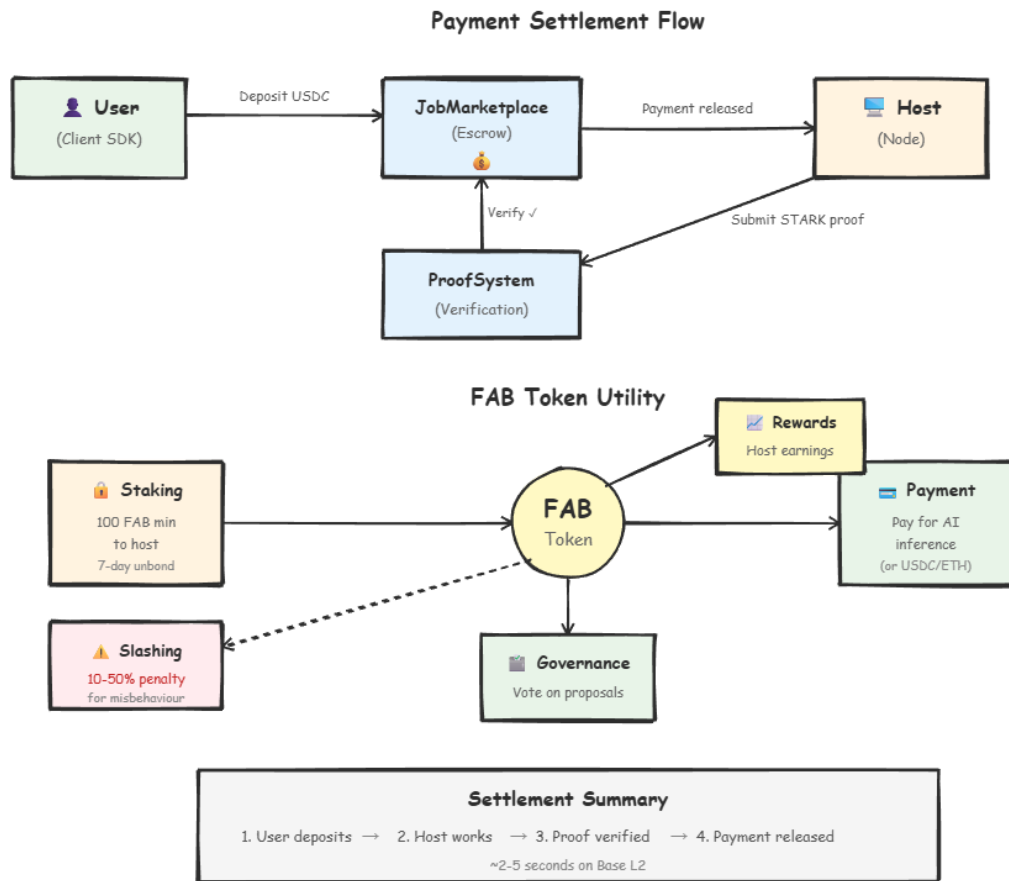 Payment Settlement Flow
User
(Client SDK)
Deposit USDC
JobMarketplace
(Escrow)
Payment released
Host
(Node)
Verify ✓
Submit STARK proof
ProofSystem
(Verification)
FAB Token Utility
Rewards
Host earnings
Staking
100 FAB min
to host
7-day unbond
FAB
Token
Payment
Pay for AI
inference
(or USDC/ETH)
Slashing
10-50% penalty
for misbehaviour
Governance
Vote on proposals
Settlement Summary
1. User deposits → 2. Host works → 3. Proof verified → 4. Payment released
~2-5 seconds on Base L2